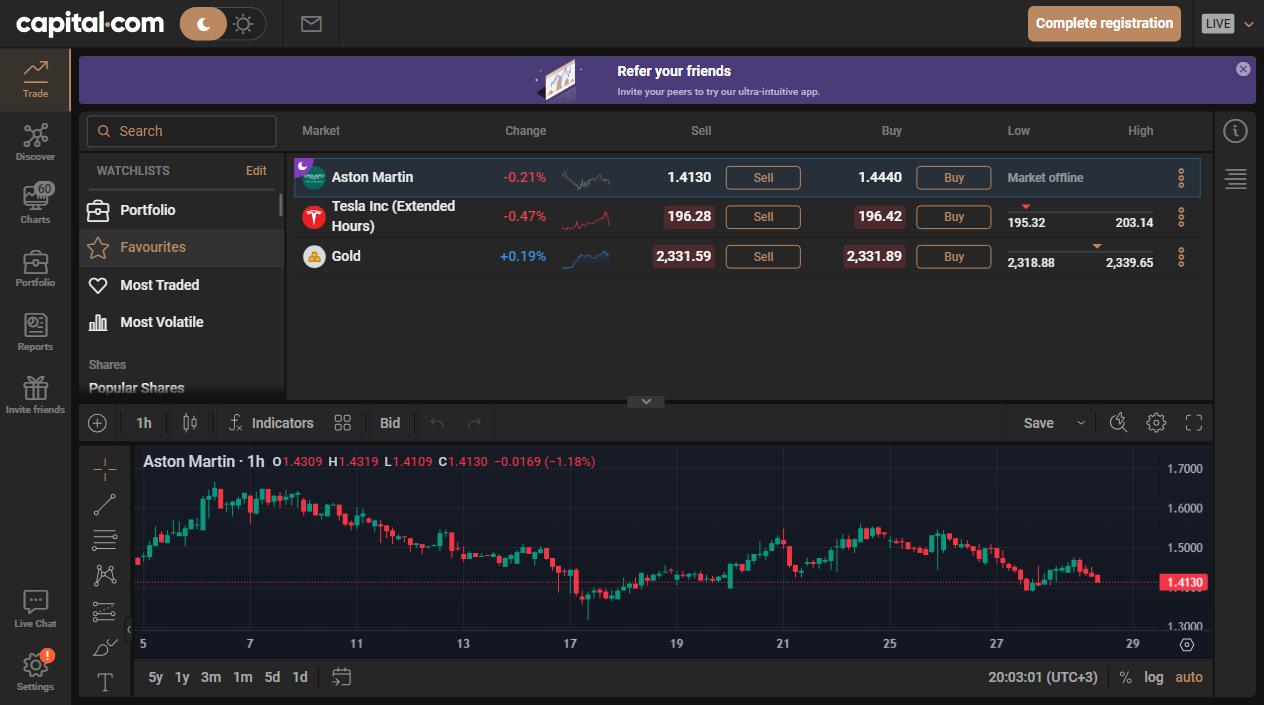 capital.com
Complete registration
LIVE
Trade
Discover
60
Charts
Portfolio
Reports
Invite friends
Live Chat
!
Settings
Refer your friends
Invite your peers to try our ultra-intuitive app.
Search
WATCHLISTS Edit
Portfolio
Favourites
Most Traded
Most Volatile
Shares
Popular Shares
Market Change Sell Buy Low High
Aston Martin -0.21% 1.4130 Sell 1.4440 Buy Market offline
Tesla Inc (Extended
Hours) -0.47% 196.28 Sell 196.42 Buy 195.32 203.14
Gold +0.19% 2,331.59 Sell 2,331.89 Buy 2,318.88 2,339.65
1h Indicators Bid Save
Aston Martin · 1h O1.4309 H1.4319 L1.4109 C1.4130 −0.0169 (−1.18%)
1.7000
1.6000
1.5000
1.4130
1.3000
5 7 11 13 17 19 21 25 27 29
5y 1y 3m 1m 5d 1d 20:03:01 (UTC+3) % log auto